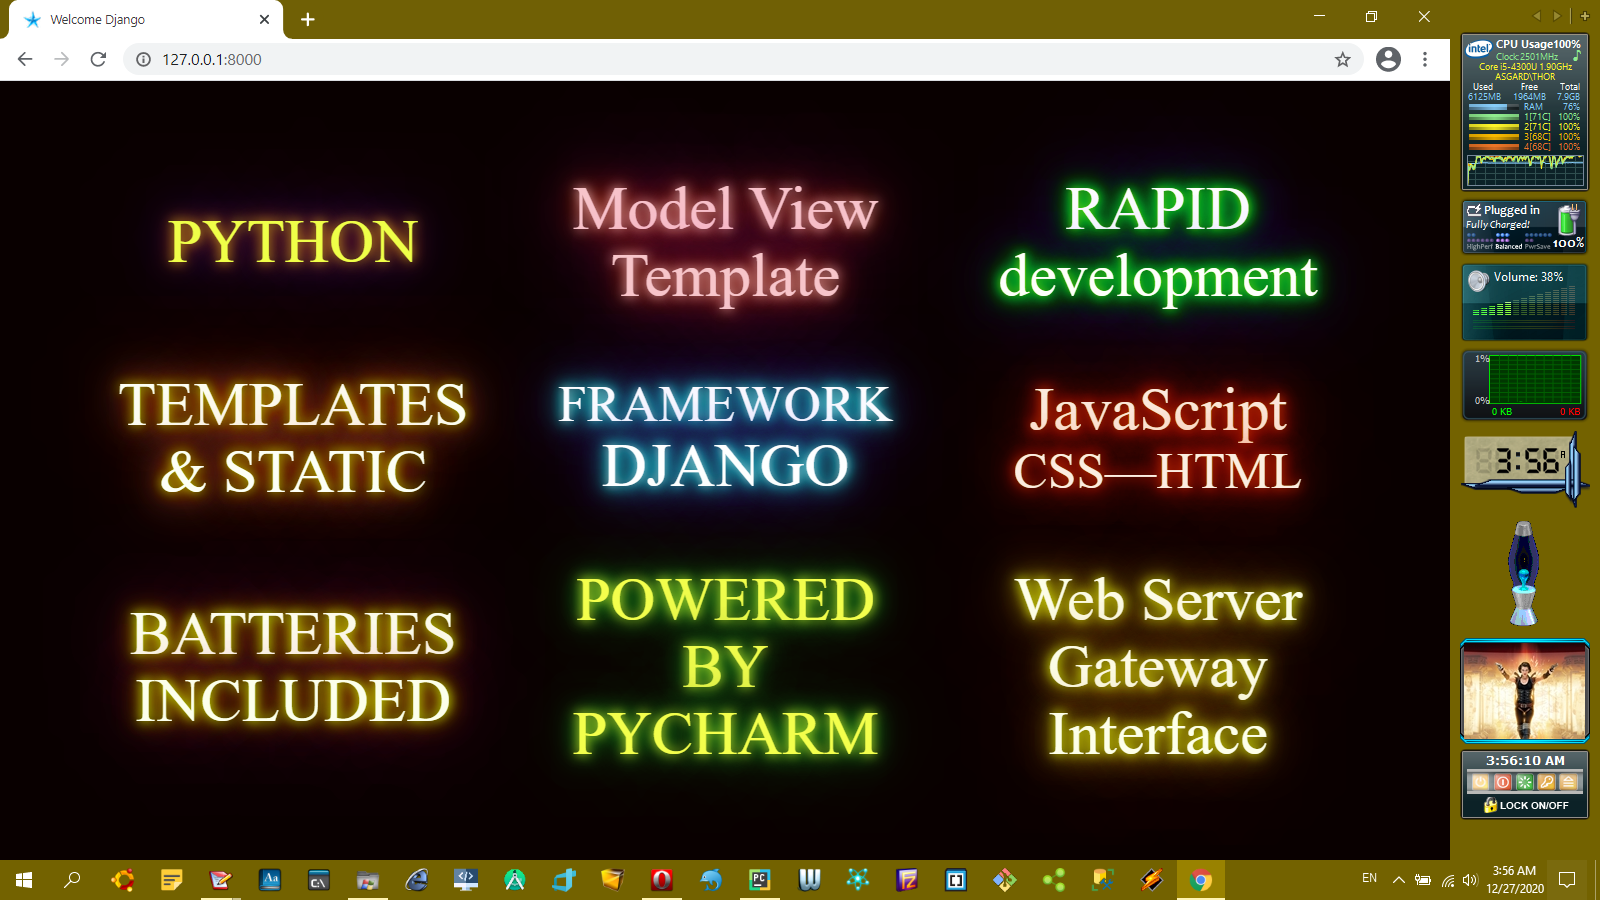 Welcome Django
127.0.0.1:8000
PYTHON
Model View
Template
RAPID
development
TEMPLATES
& STATIC
FRAMEWORK
DJANGO
JavaScript
CSS—HTML
BATTERIES
INCLUDED
POWERED
BY
PYCHARM
Web Server
Gateway
Interface
intel
CPU Usage100%
Clock:2501MHz
Core i5-4300U 1.90GHz
ASGARD\THOR
Used Free Total
6125MB 1964MB 7.9GB
RAM 76%
1[71C] 100%
2[71C] 100%
3[68C] 100%
4[68C] 100%
Plugged in
Fully Charged!
HighPerf Balanced PwrSave
100%
Volume: 38%
1%
0%
0 KB 0 KB
3:56 A
3:56:10 AM
LOCK ON/OFF
Aa
C:\
PC
W
FZ
EN
3:56 AM
12/27/2020